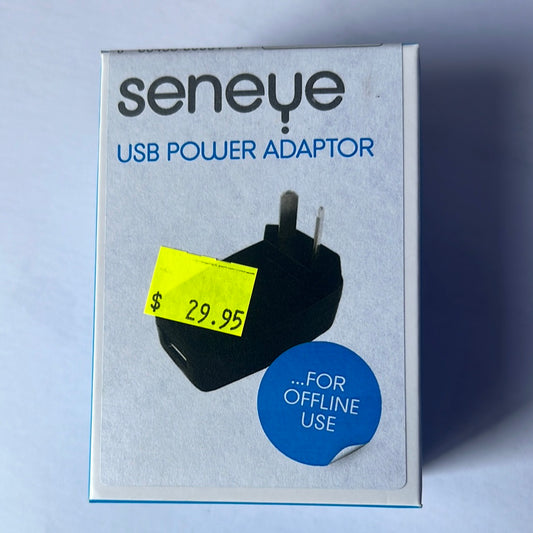 seneye
USB POWER ADAPTOR
$ 29.95
...FOR
OFFLINE
USE